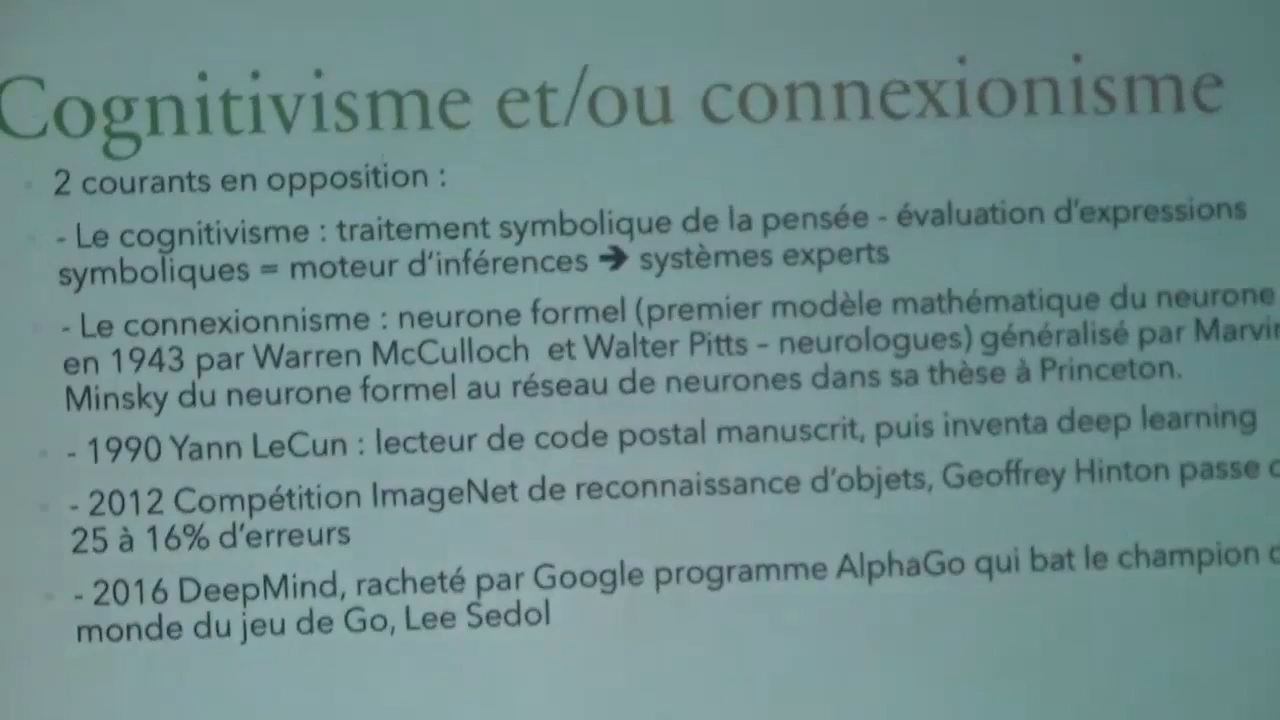 Cognitivisme et/ou connexionisme
2 courants en opposition :
- Le cognitivisme : traitement symbolique de la pensée - évaluation d'expressions
symboliques = moteur d'inférences ➔ systèmes experts
- Le connexionnisme : neurone formel (premier modèle mathématique du neurone
en 1943 par Warren McCulloch et Walter Pitts - neurologues) généralisé par Marvin
Minsky du neurone formel au réseau de neurones dans sa thèse à Princeton.
- 1990 Yann LeCun : lecteur de code postal manuscrit, puis inventa deep learning
- 2012 Compétition ImageNet de reconnaissance d'objets, Geoffrey Hinton passe
25 à 16% d'erreurs
- 2016 DeepMind, racheté par Google programme AlphaGo qui bat le champion
monde du jeu de Go, Lee Sedol